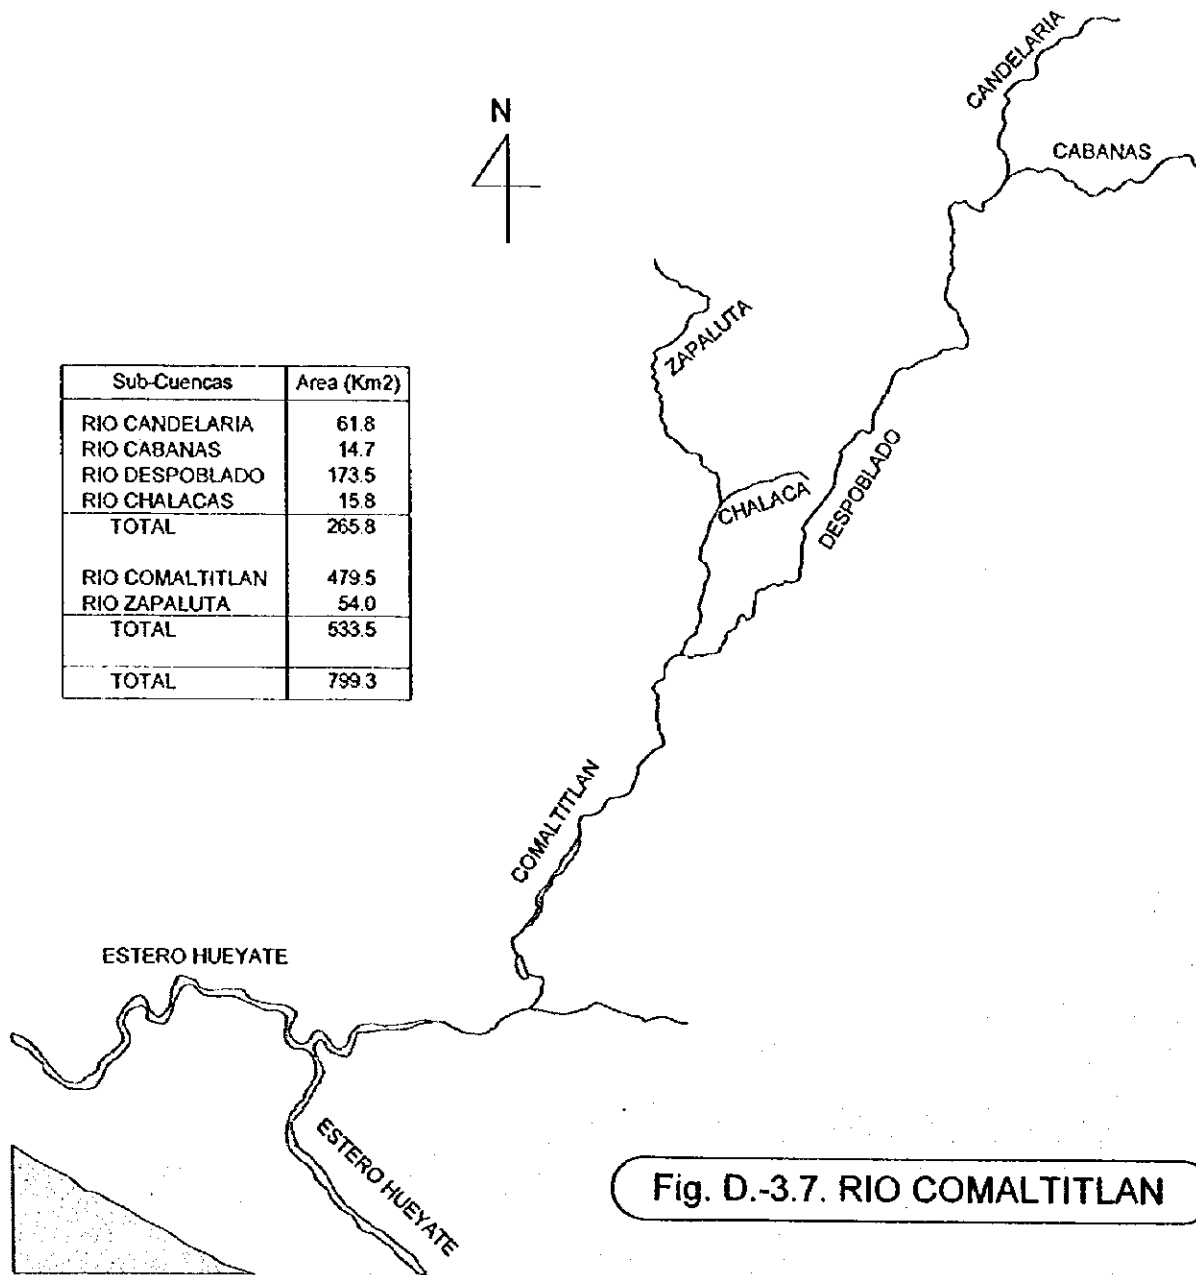 CANDELARIA
N
CABANAS
ZAPALUTA
Sub-Cuencas Area (Km2)
RIO CANDELARIA 61.8
RIO CABANAS 14.7
RIO DESPOBLADO 173.5
RIO CHALACAS 15.8
TOTAL 265.8
RIO COMALTITLAN 479.5
RIO ZAPALUTA 54.0
TOTAL 533.5
TOTAL 799.3
CHALACA
DESPOBLADO
COMALTITLAN
ESTERO HUEYATE
ESTERO HUEYATE
Fig. D.-3.7. RIO COMALTITLAN